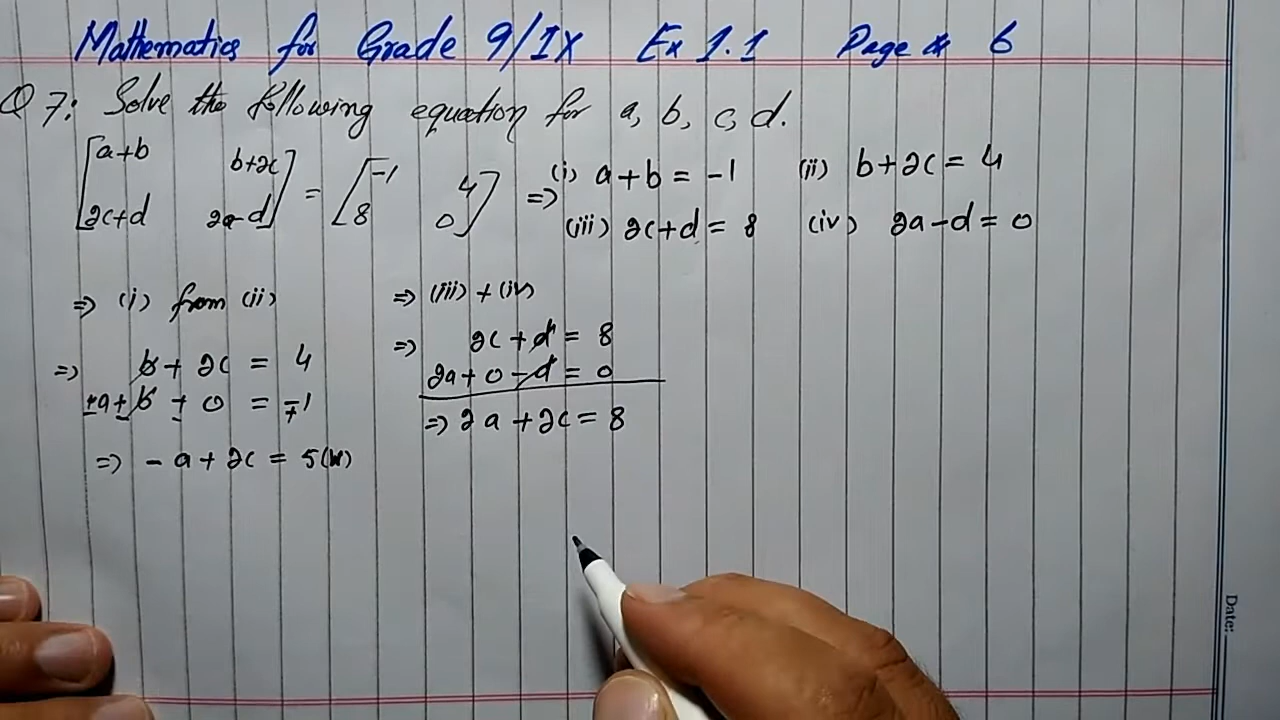 Mathematics for Grade 9/IX Ex 1.1 Page # 6
Q 7: Solve the following equation for a, b, c, d.
[a+b b+2c] = [-1 4] => (i) a+b = -1 (ii) b+2c = 4
[2c+d 2a-d] [8 0] (iii) 2c+d = 8 (iv) 2a-d = 0
=> (i) from (ii) => (iii) + (iv)
=> b + 2c = 4 => 2c + d = 8
±a ± b ± 0 = ∓1 2a + 0 - d = 0
=> - a + 2c = 5 (v) => 2a + 2c = 8
Date: